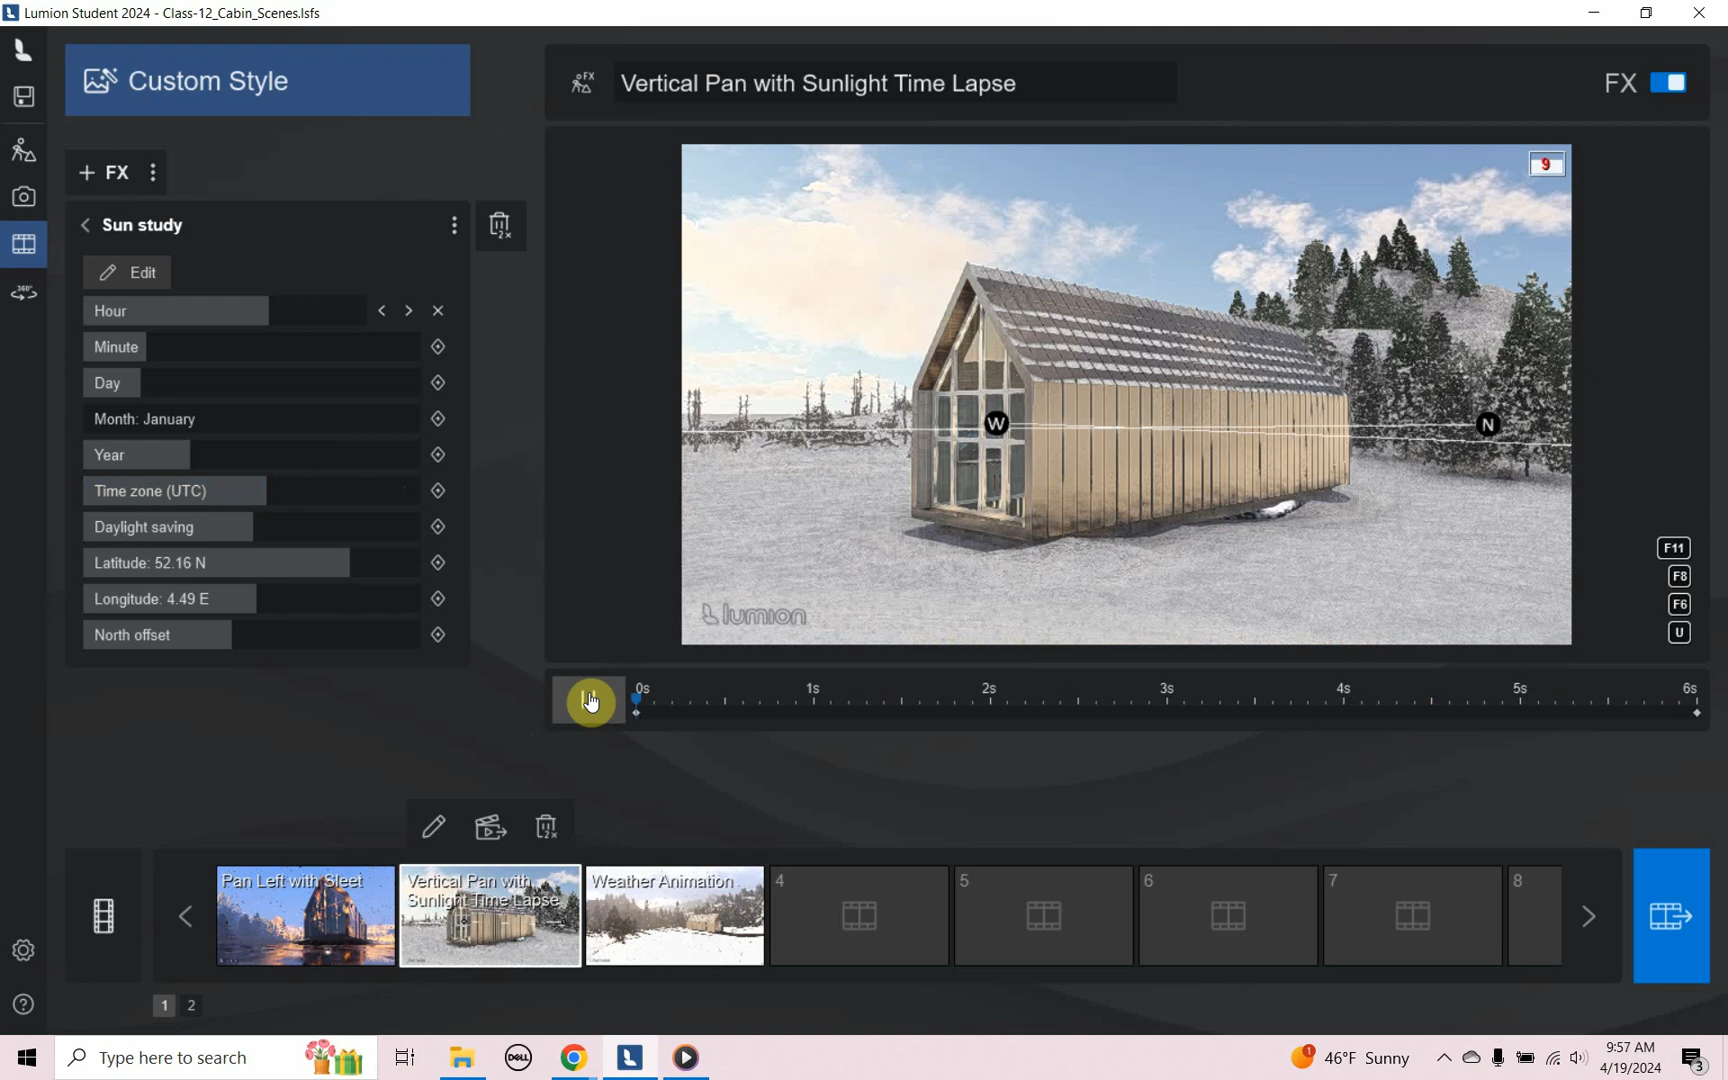 Lumion Student 2024 - Class-12_Cabin_Scenes.lsfs
Custom Style
Vertical Pan with Sunlight Time Lapse
FX
+ FX
Sun study
Edit
Hour
Minute
Day
Month: January
Year
Time zone (UTC)
Daylight saving
Latitude: 52.16 N
Longitude: 4.49 E
North offset
9
W
N
lumion
F11
F8
F6
U
0s
1s
2s
3s
4s
5s
6s
Pan Left with Sleet
Vertical Pan with
Sunlight Time Lapse
Weather Animation
4
5
6
7
8
1 2
Type here to search
DELL
1
46°F Sunny
9:57 AM
4/19/2024
3